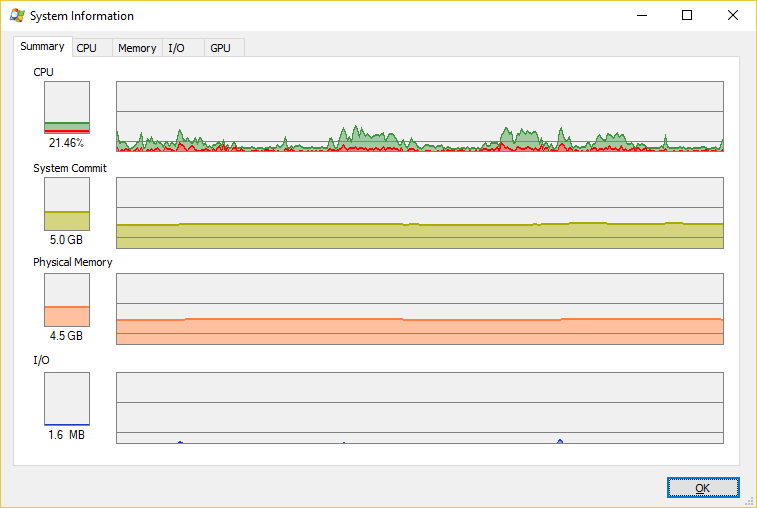 System Information
Summary CPU Memory I/O GPU
CPU
21.46%
System Commit
5.0 GB
Physical Memory
4.5 GB
I/O
1.6 MB
OK